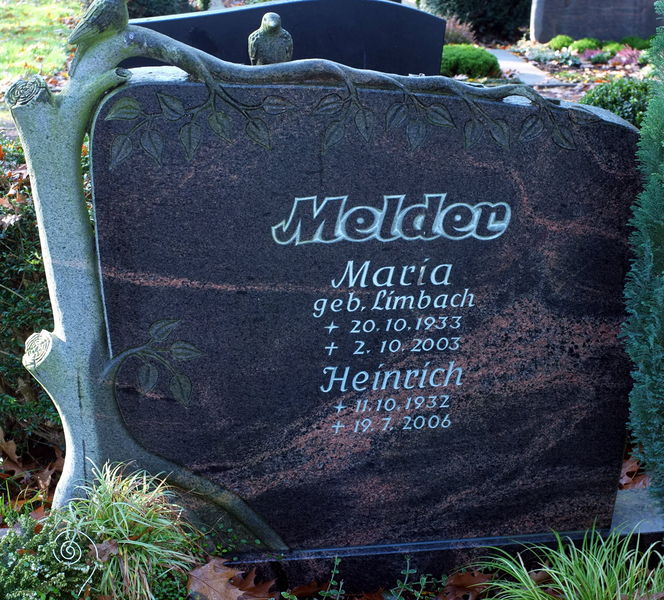 Melder
Maria
geb. Limbach
+ 20.10.1933
+ 2.10.2003
Heinrich
+ 11.10.1932
+ 19.7.2006